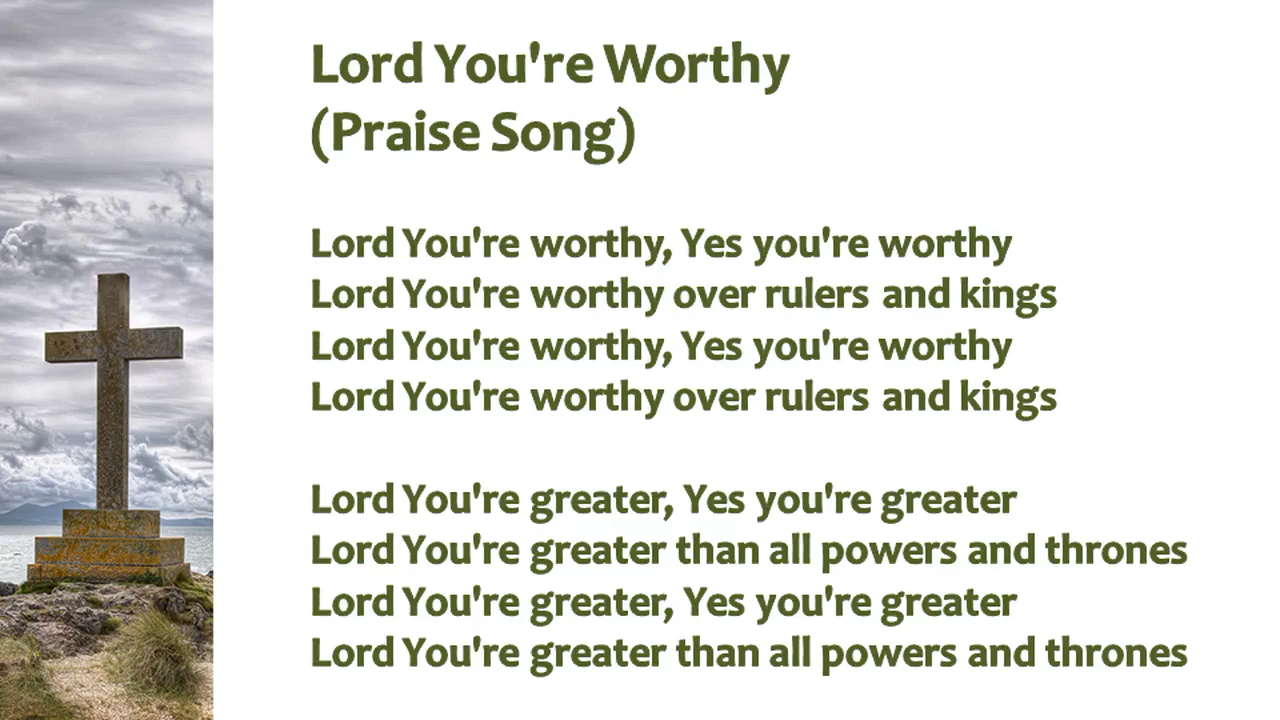 Lord You're Worthy
(Praise Song)
Lord You're worthy, Yes you're worthy
Lord You're worthy over rulers and kings
Lord You're worthy, Yes you're worthy
Lord You're worthy over rulers and kings
Lord You're greater, Yes you're greater
Lord You're greater than all powers and thrones
Lord You're greater, Yes you're greater
Lord You're greater than all powers and thrones